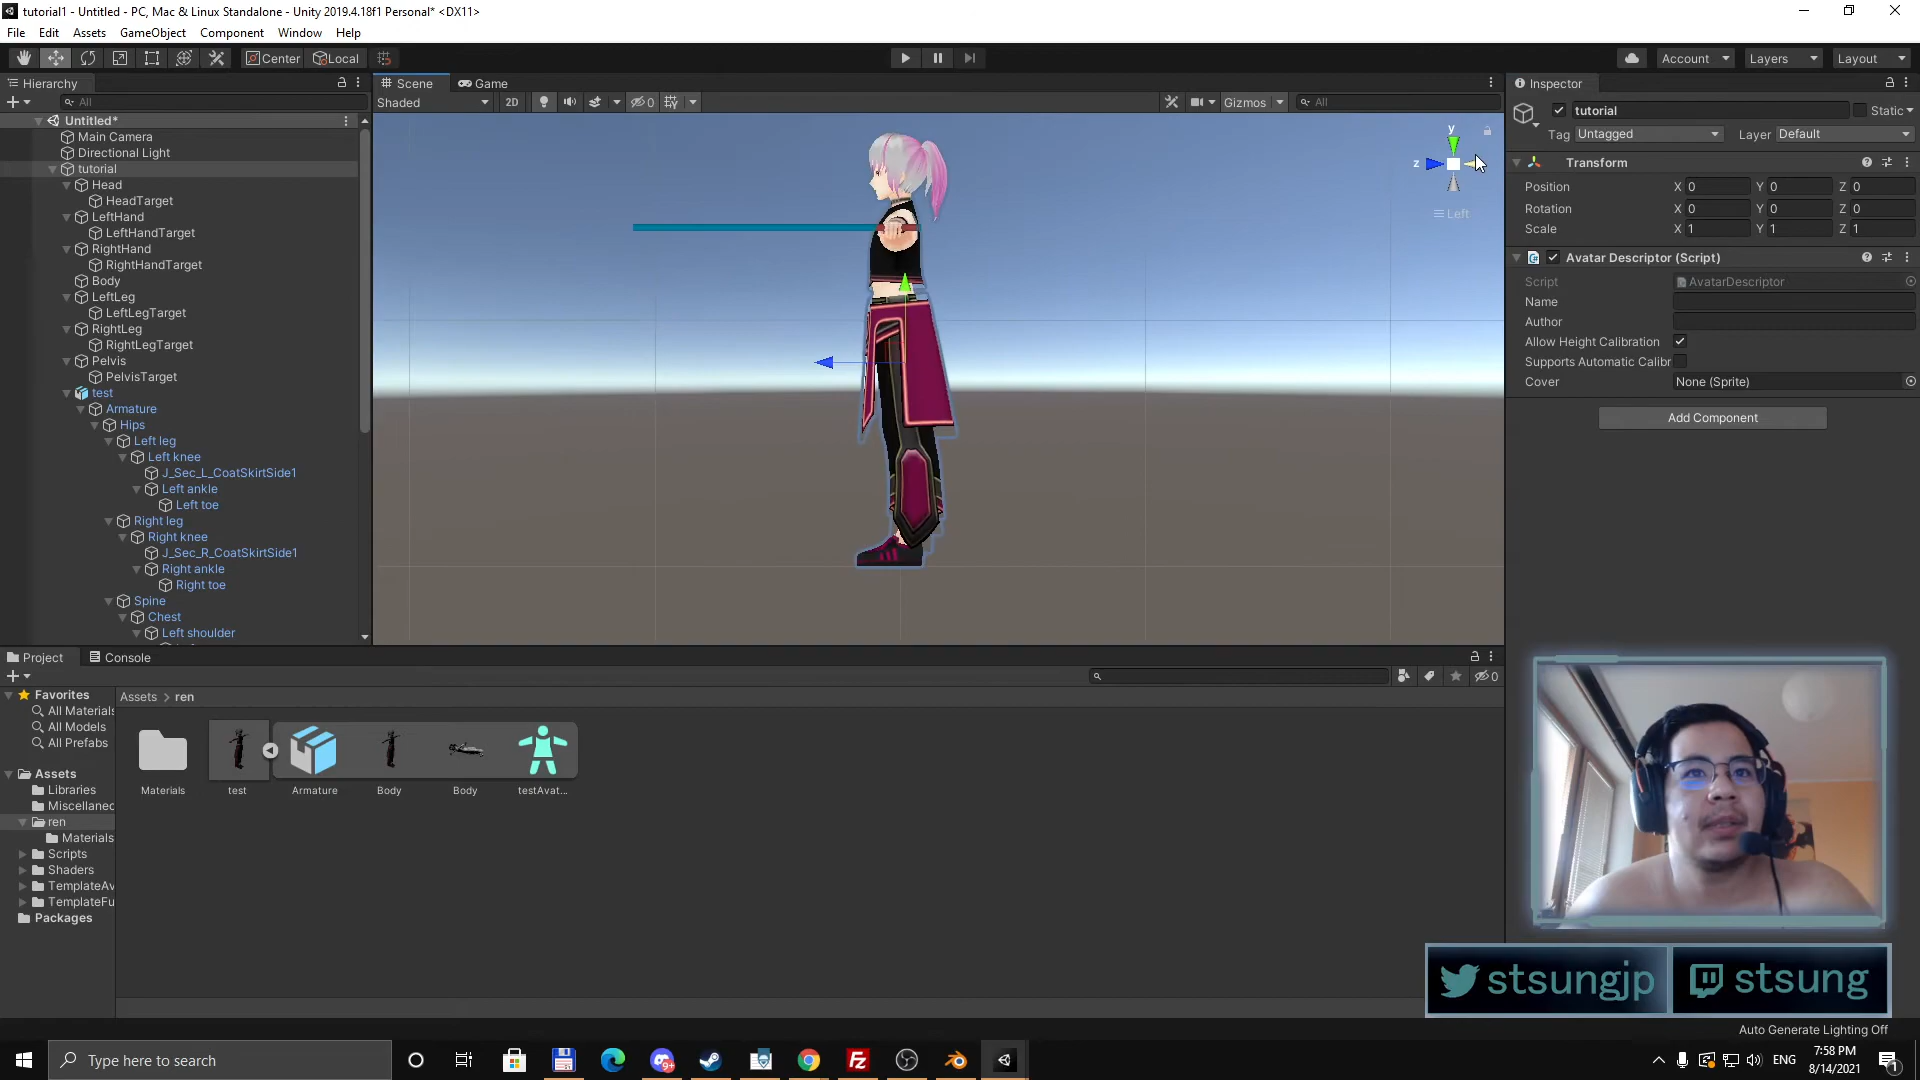 tutorial1 - Untitled - PC, Mac & Linux Standalone - Unity 2019.4.18f1 Personal* <DX11>
File Edit Assets GameObject Component Window Help
Center Local
Account Layers Layout
Hierarchy
All
Untitled*
Main Camera
Directional Light
tutorial
Head
HeadTarget
LeftHand
LeftHandTarget
RightHand
RightHandTarget
Body
LeftLeg
LeftLegTarget
RightLeg
RightLegTarget
Pelvis
PelvisTarget
test
Armature
Hips
Left leg
Left knee
J_Sec_L_CoatSkirtSide1
Left ankle
Left toe
Right leg
Right knee
J_Sec_R_CoatSkirtSide1
Right ankle
Right toe
Spine
Chest
Left shoulder
Scene Game
Shaded 2D 0 Gizmos All
y
z
Left
Inspector
tutorial Static
Tag Untagged Layer Default
Transform
Position X 0 Y 0 Z 0
Rotation X 0 Y 0 Z 0
Scale X 1 Y 1 Z 1
Avatar Descriptor (Script)
Script AvatarDescriptor
Name
Author
Allow Height Calibration
Supports Automatic Calibr
Cover None (Sprite)
Add Component
Project Console
0
Favorites
All Materials
All Models
All Prefabs
Assets
Libraries
Miscellaneo
ren
Materials
Scripts
Shaders
TemplateAv
TemplateFu
Packages
Assets > ren
Materials test Armature Body Body testAvat...
stsungjp stsung
Auto Generate Lighting Off
Type here to search
9+
ENG
7:58 PM
8/14/2021
1